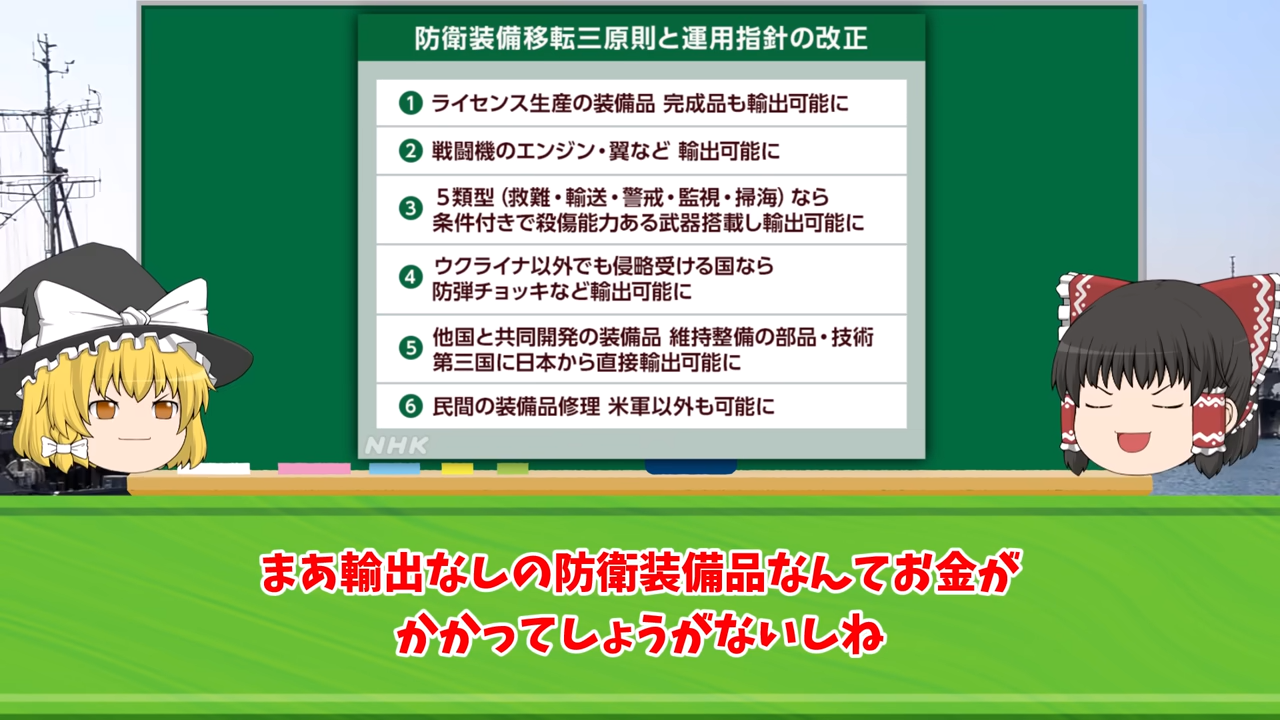 防衛装備移転三原則と運用指針の改正
1 ライセンス生産の装備品 完成品も輸出可能に
2 戦闘機のエンジン・翼など 輸出可能に
3 5類型(救難・輸送・警戒・監視・掃海)なら
条件付きで殺傷能力ある武器搭載し輸出可能に
4 ウクライナ以外でも侵略受ける国なら
防弾チョッキなど輸出可能に
5 他国と共同開発の装備品 維持整備の部品・技術
第三国に日本から直接輸出可能に
6 民間の装備品修理 米軍以外も可能に
NHK
まあ輸出なしの防衛装備品なんてお金が
かかってしょうがないしね